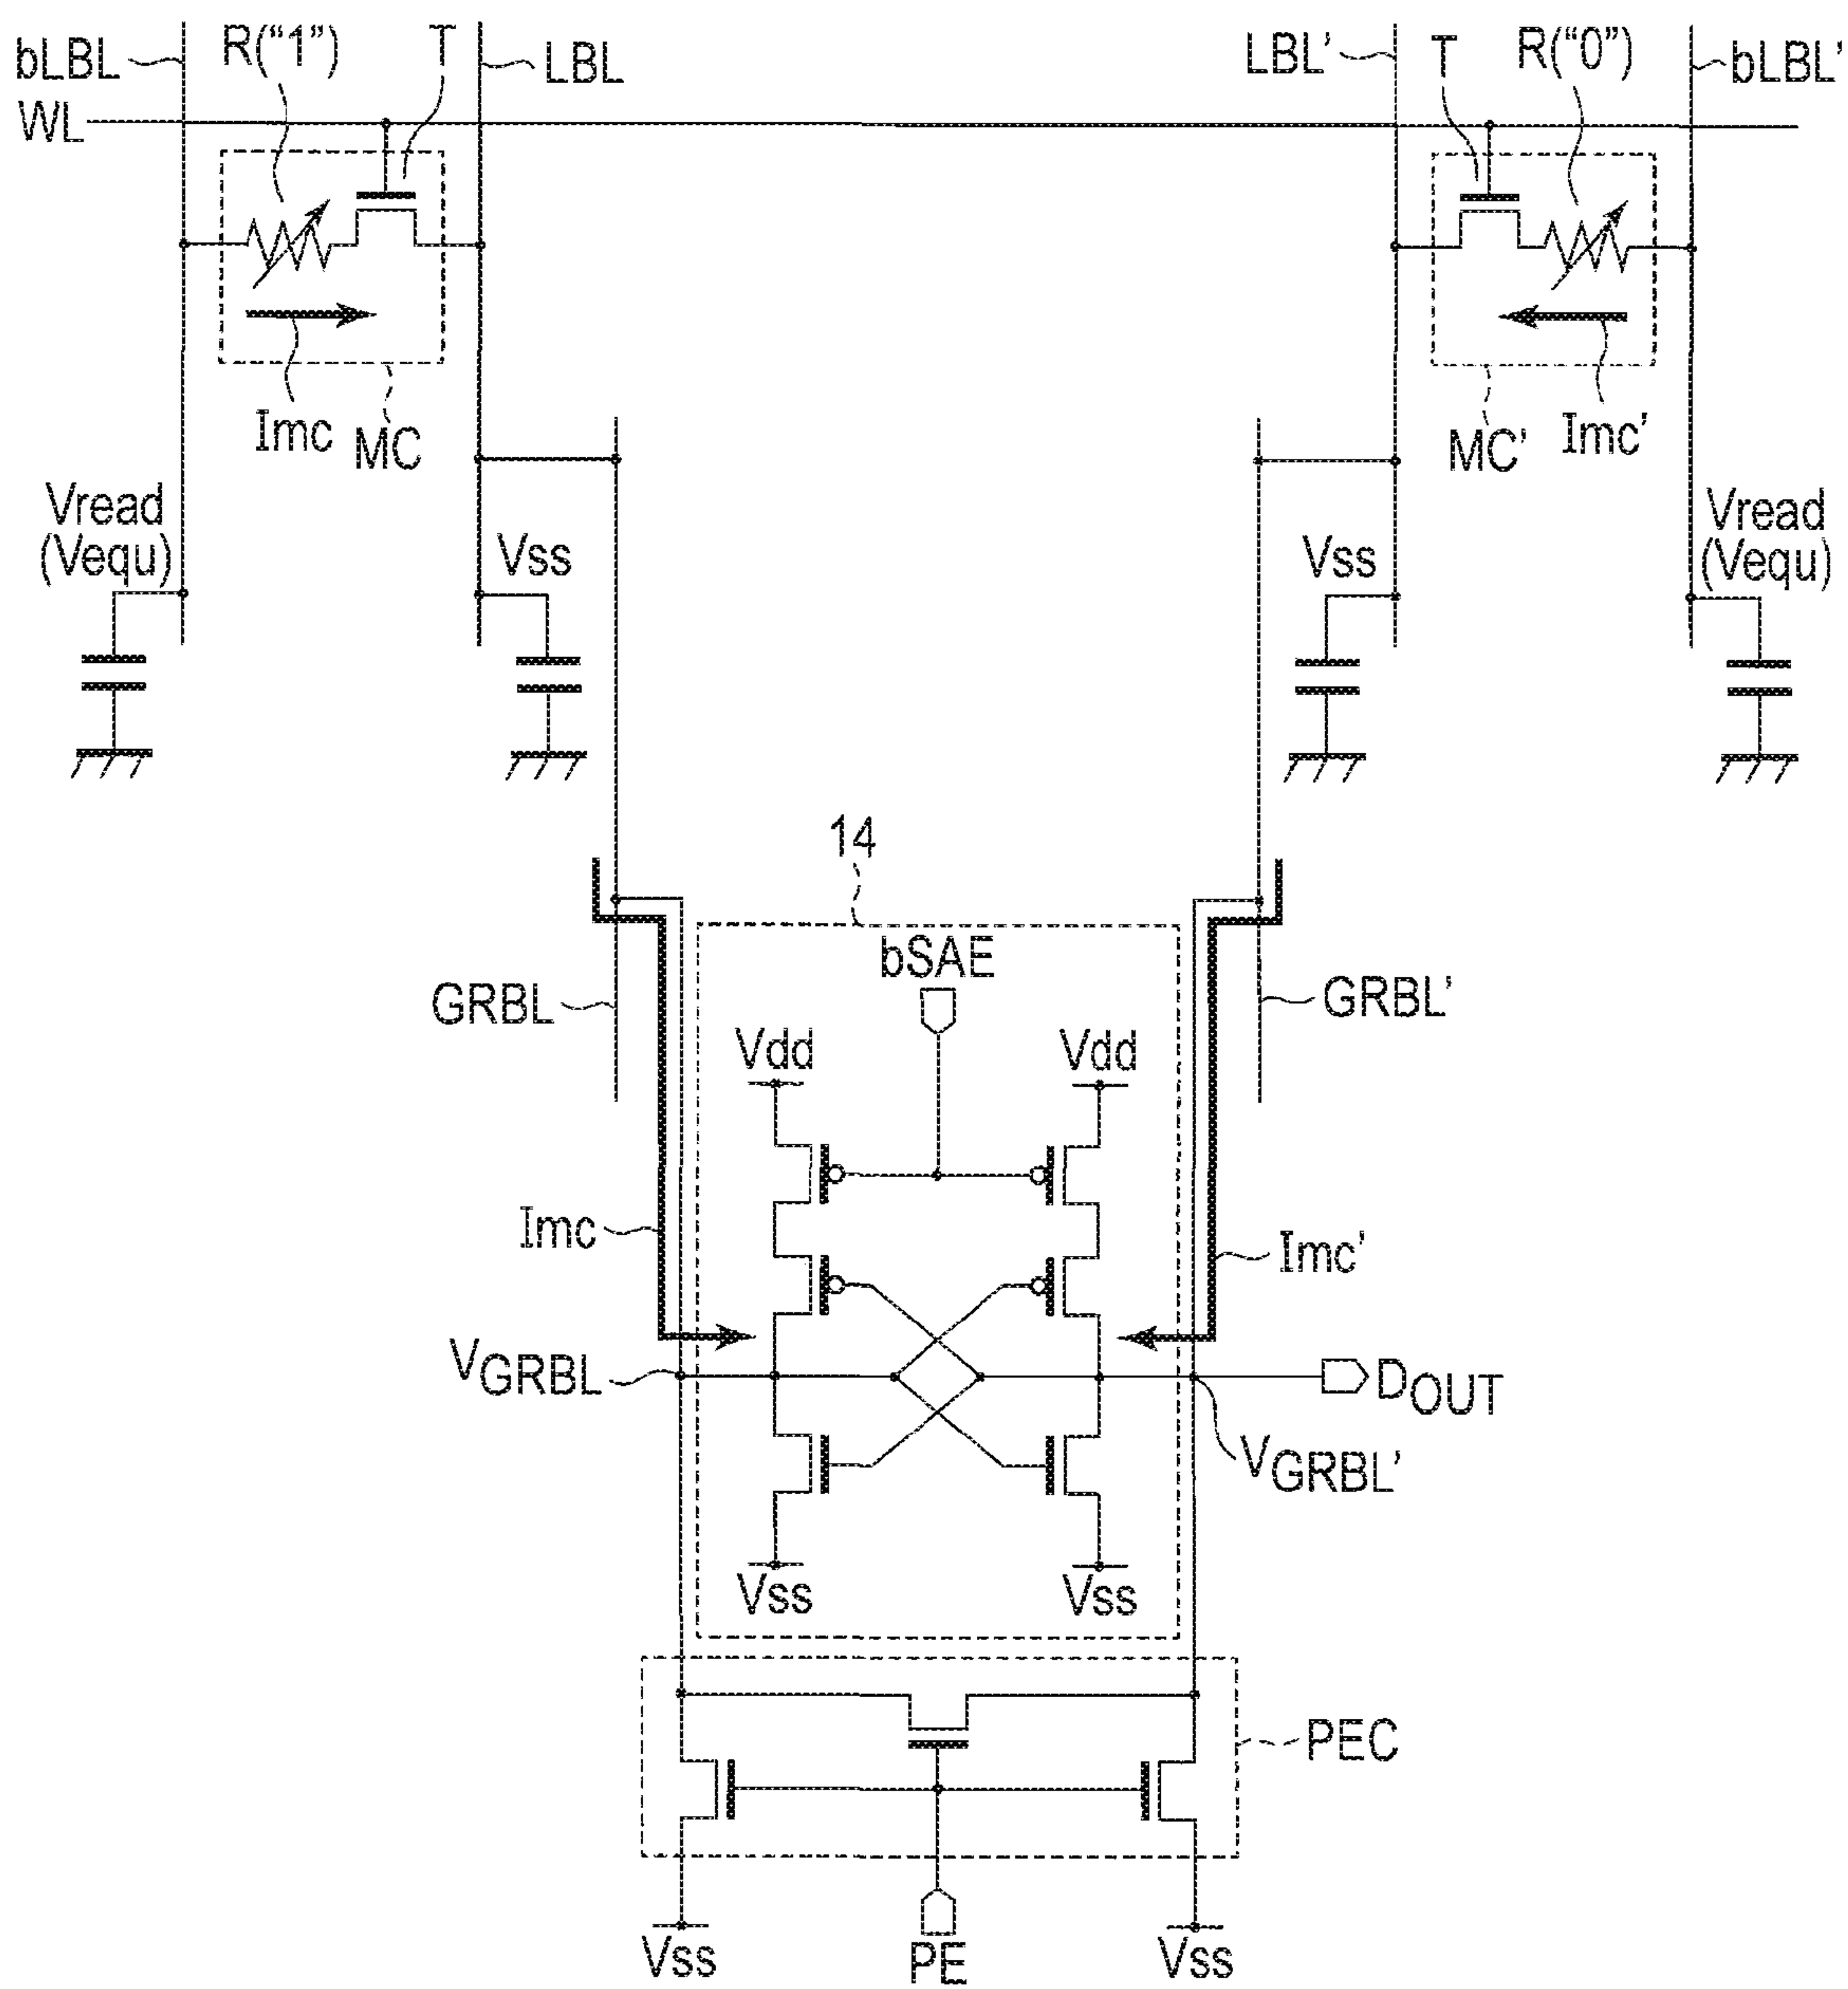 bLBL
R("1")
T
LBL
LBL'
T
R("0")
bLBL'
WL
Imc
MC
MC'
Imc'
Vread
(Vequ)
Vss
Vss
Vread
(Vequ)
14
bSAE
GRBL
GRBL'
Vdd
Vdd
Imc
Imc'
VGRBL
DOUT
VGRBL'
Vss
Vss
PEC
Vss
PE
Vss